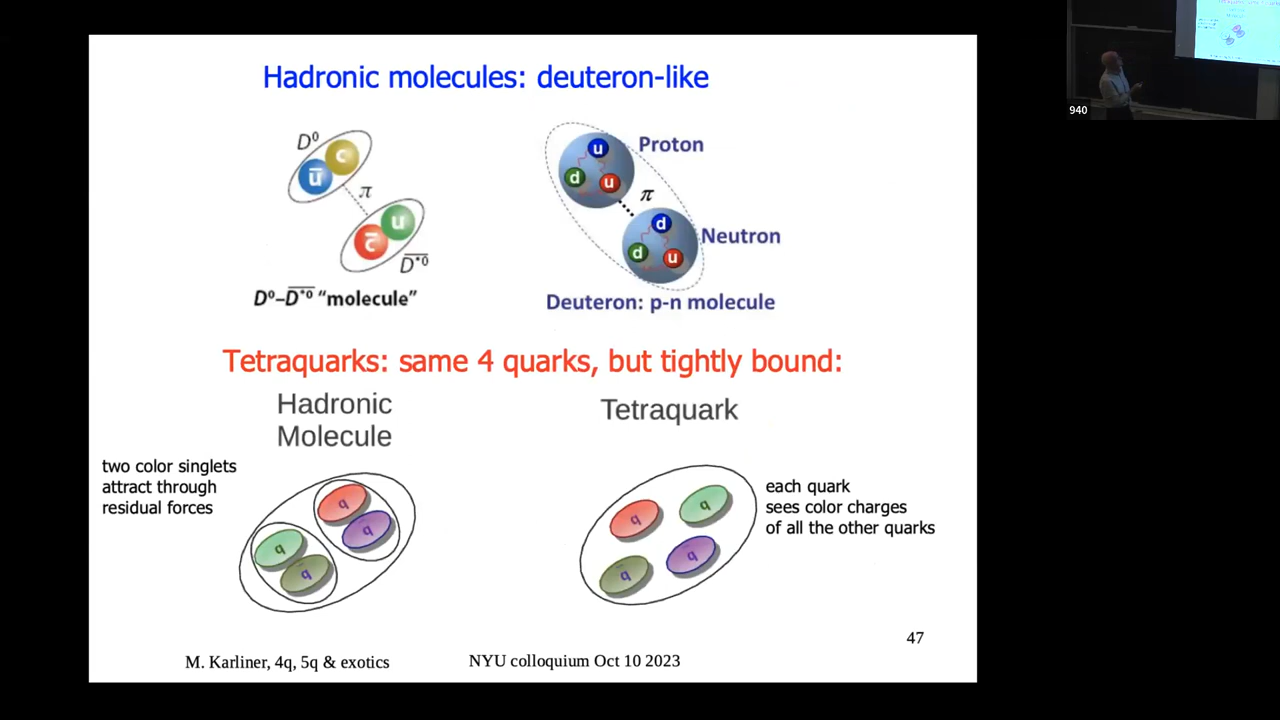 Hadronic molecules: deuteron-like
D⁰
c
ū
π
u
c̄
D̅*⁰
D⁰–D̅*⁰ “molecule”
Proton
u
d
u
π
d
Neutron
d
u
Deuteron: p-n molecule
Tetraquarks: same 4 quarks, but tightly bound:
Hadronic
Molecule
two color singlets
attract through
residual forces
q
q
q̄
q̄
Tetraquark
q
q
q
q̄
each quark
sees color charges
of all the other quarks
47
M. Karliner, 4q, 5q & exotics
NYU colloquium Oct 10 2023
940